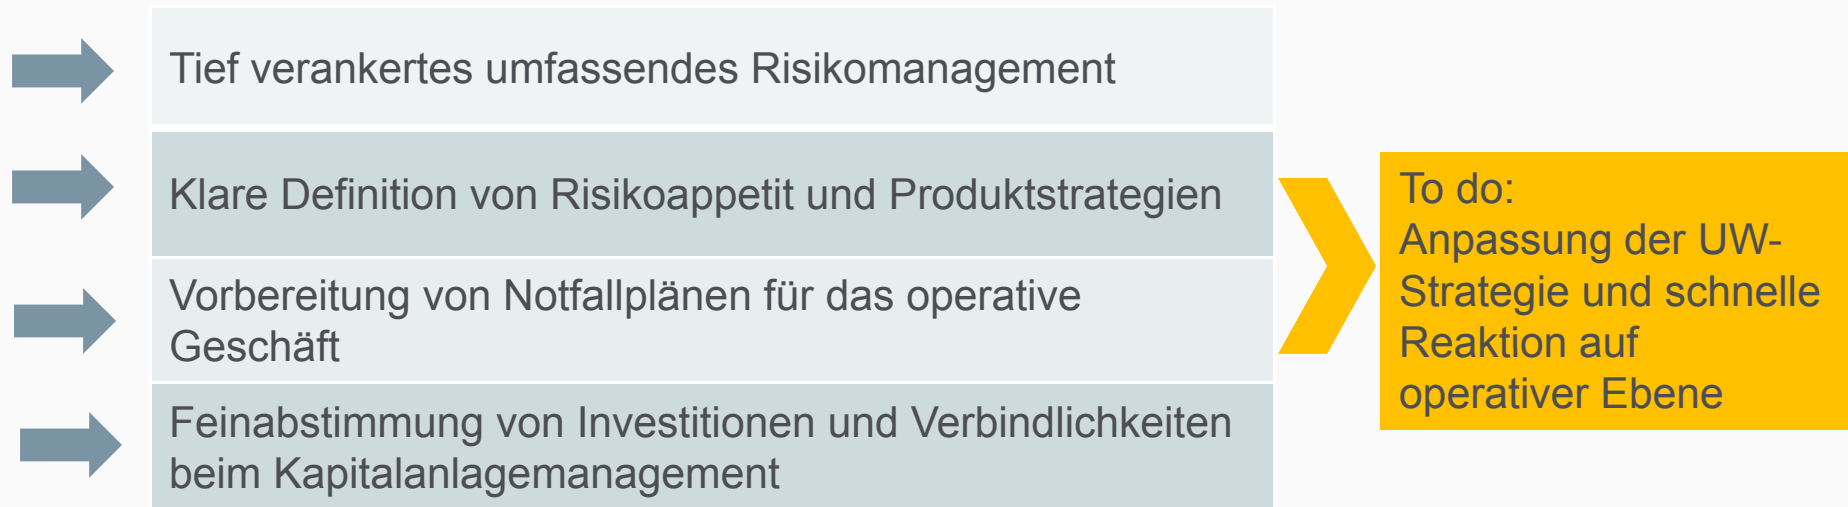 Tief verankertes umfassendes Risikomanagement
Klare Definition von Risikoappetit und Produktstrategien
Vorbereitung von Notfallplänen für das operative
Geschäft
Feinabstimmung von Investitionen und Verbindlichkeiten
beim Kapitalanlagemanagement
To do:
Anpassung der UW-
Strategie und schnelle
Reaktion auf
operativer Ebene